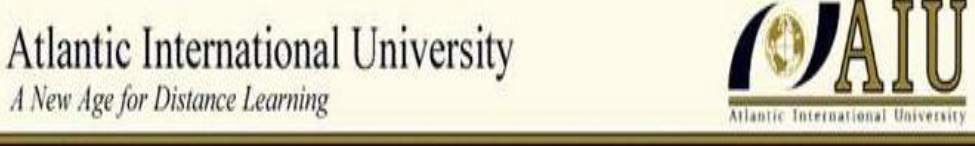 Atlantic International University
A New Age for Distance Learning
AIU
Atlantic International University